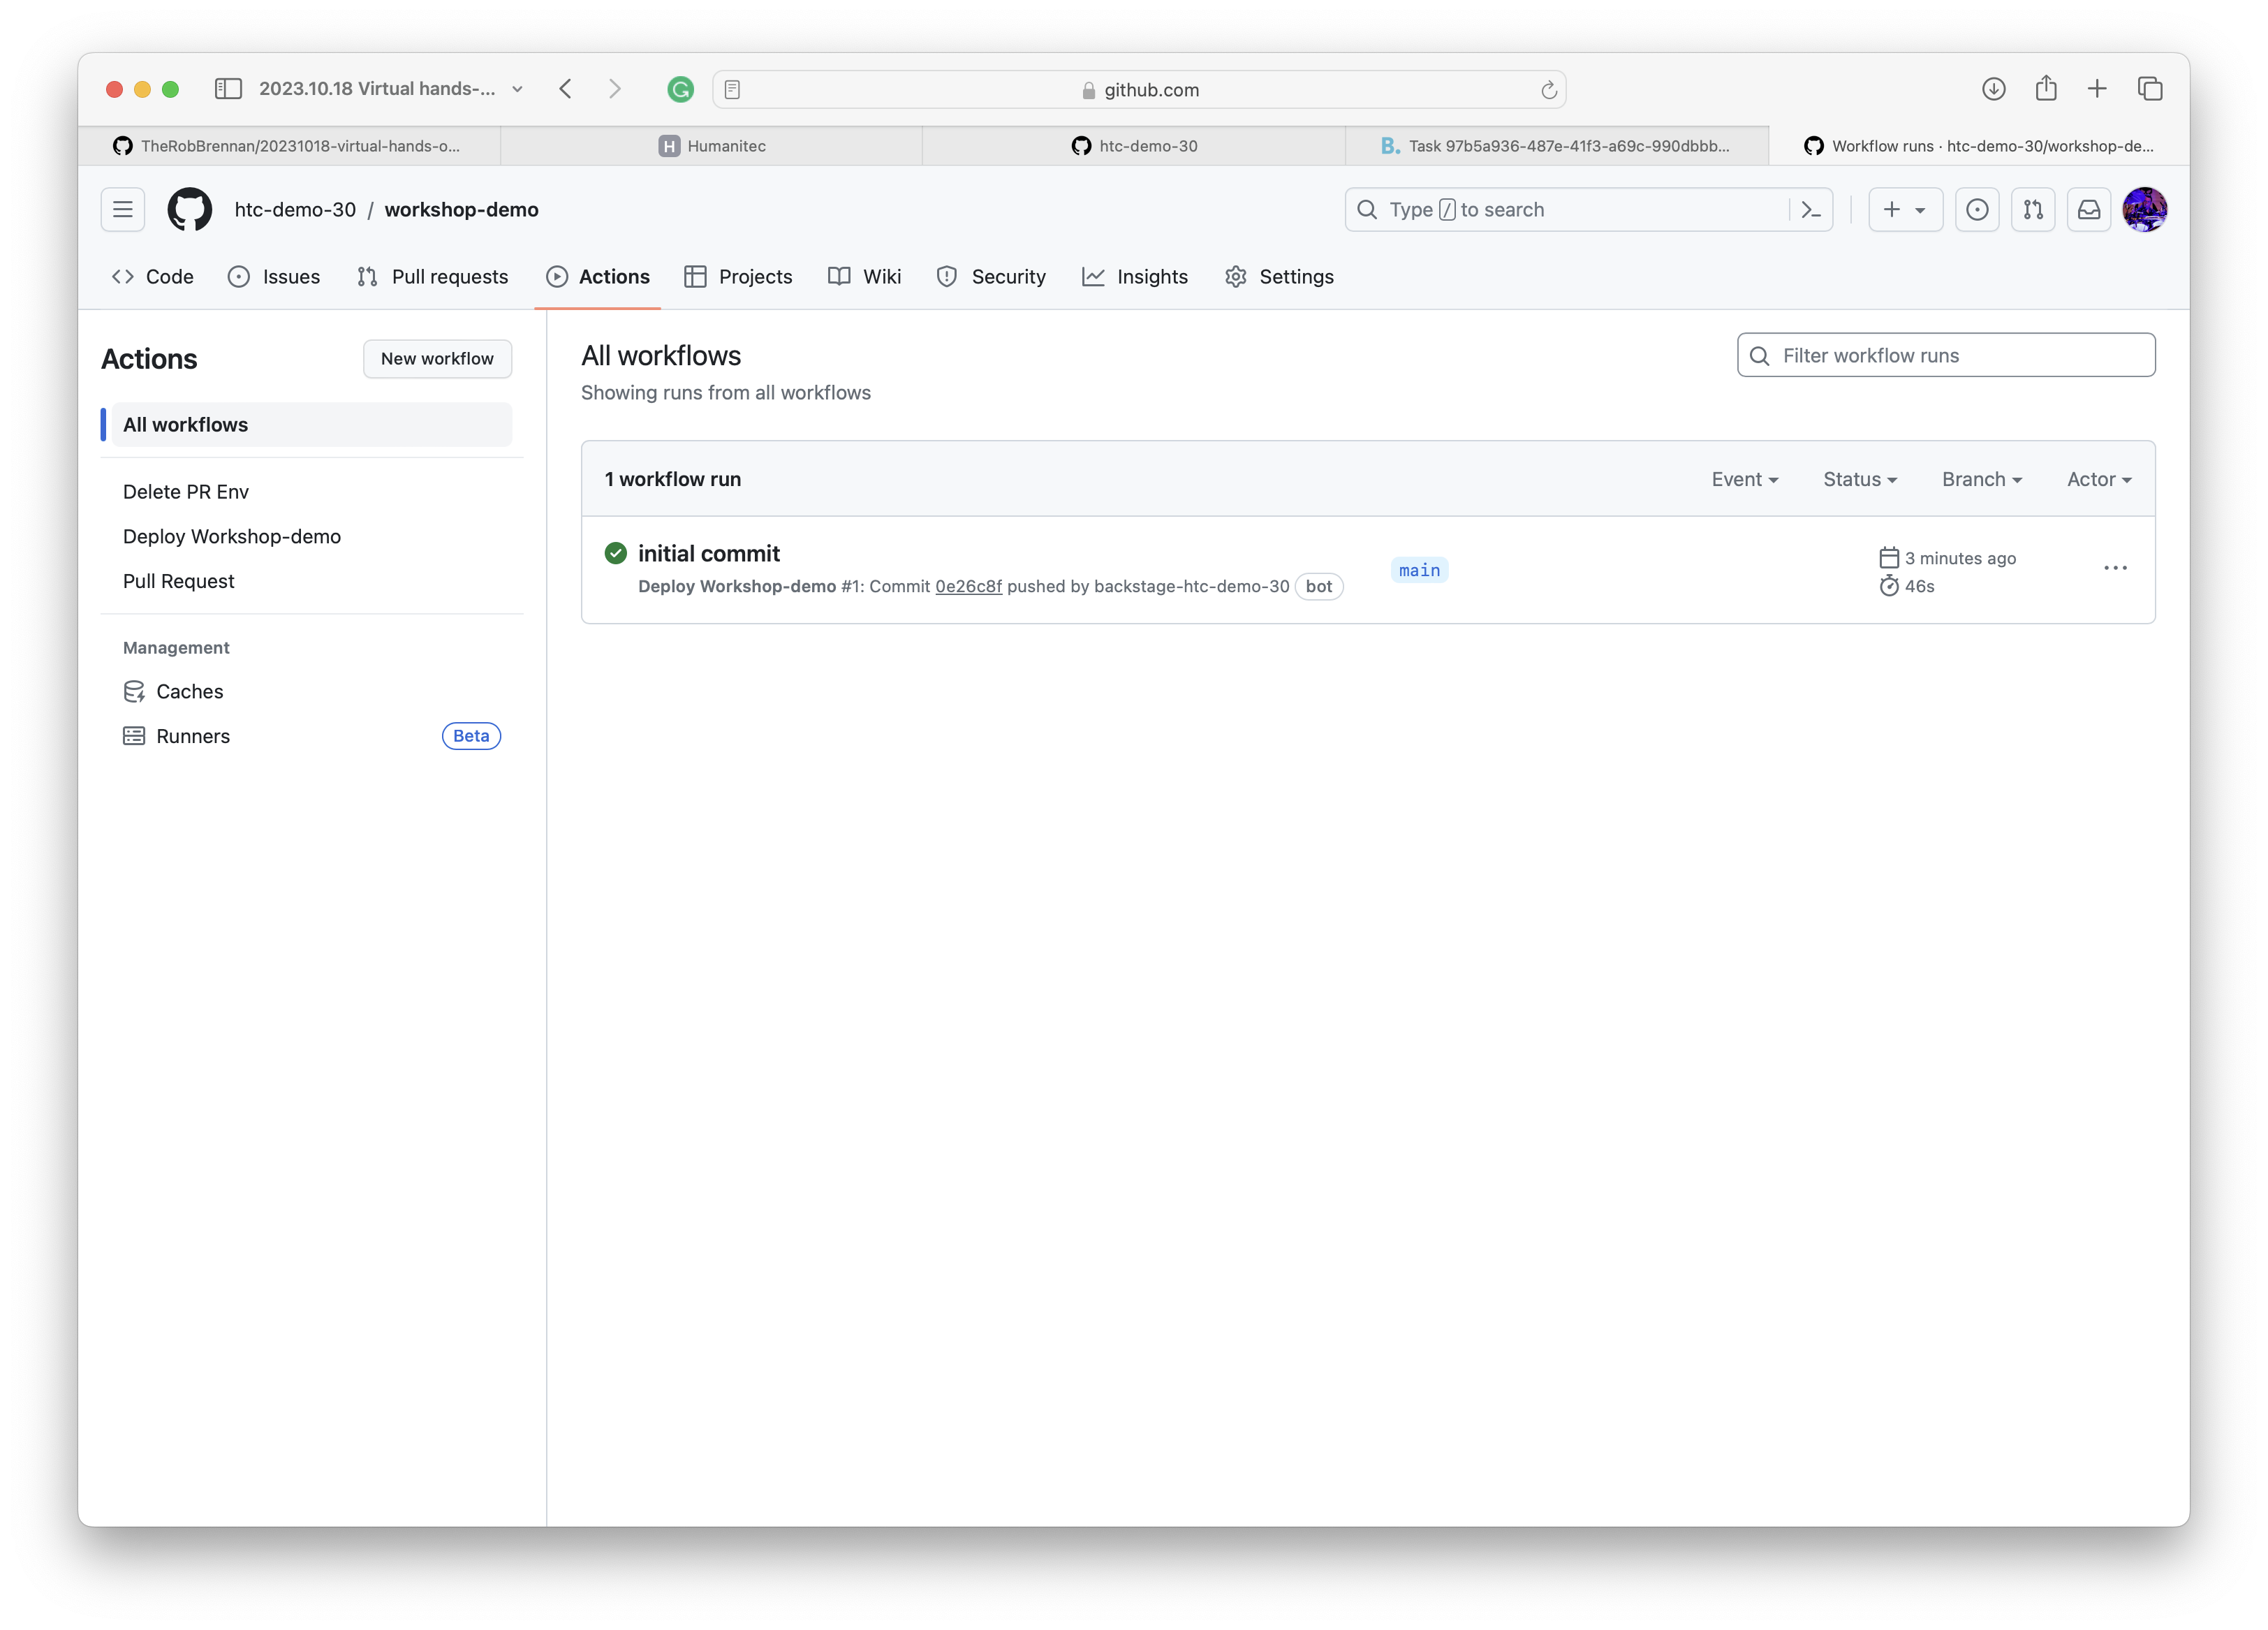 2023.10.18 Virtual hands-...
github.com
TheRobBrennan/20231018-virtual-hands-o...
H Humanitec
htc-demo-30
B. Task 97b5a936-487e-41f3-a69c-990dbbb...
Workflow runs · htc-demo-30/workshop-de...
htc-demo-30 / workshop-demo
Type / to search
Code
Issues
Pull requests
Actions
Projects
Wiki
Security
Insights
Settings
Actions
New workflow
All workflows
Delete PR Env
Deploy Workshop-demo
Pull Request
Management
Caches
Runners
Beta
All workflows
Showing runs from all workflows
Filter workflow runs
1 workflow run
Event
Status
Branch
Actor
initial commit
Deploy Workshop-demo #1: Commit 0e26c8f pushed by backstage-htc-demo-30 bot
main
3 minutes ago
46s